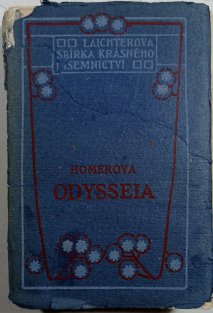 LAICHTEROVA
SBÍRKA KRÁSNÉHO
PÍSEMNICTVÍ
HOMÉROVA
ODYSSEIA